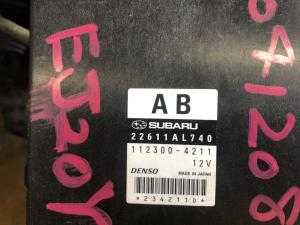 EJ20Y
041208
AB
SUBARU
22611AL740
112300-4211
12V
DENSO MADE IN JAPAN
*2342110*